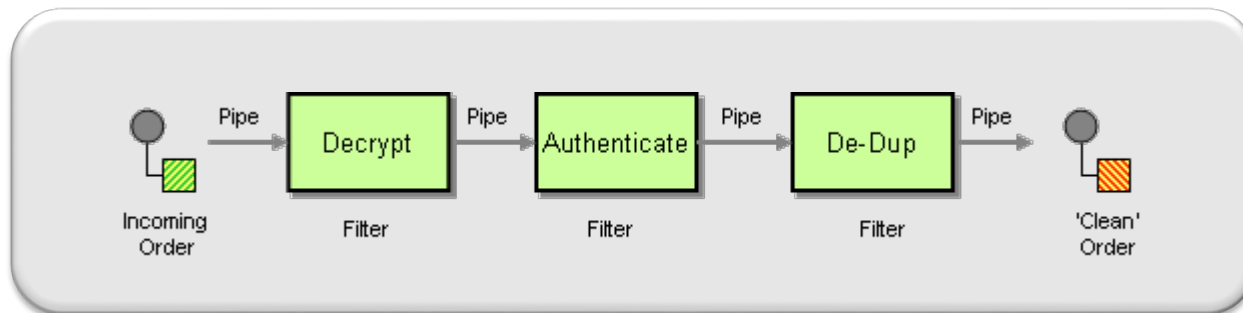 Pipe
Pipe
Pipe
Pipe
Decrypt
Authenticate
De-Dup
Incoming
Order
Filter
Filter
Filter
'Clean'
Order